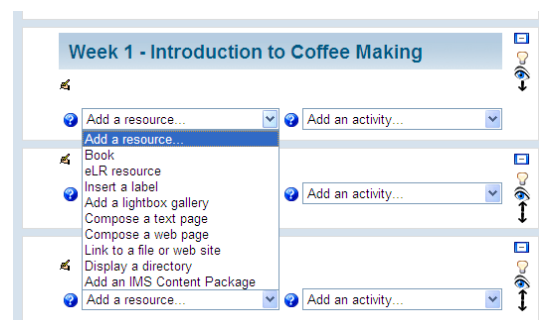 Week 1 - Introduction to Coffee Making
Add a resource... Add an activity...
Add a resource...
Book
eLR resource
Insert a label
Add a lightbox gallery
Add an activity...
Compose a text page
Compose a web page
Link to a file or web site
Display a directory
Add an IMS Content Package
Add a resource... Add an activity...